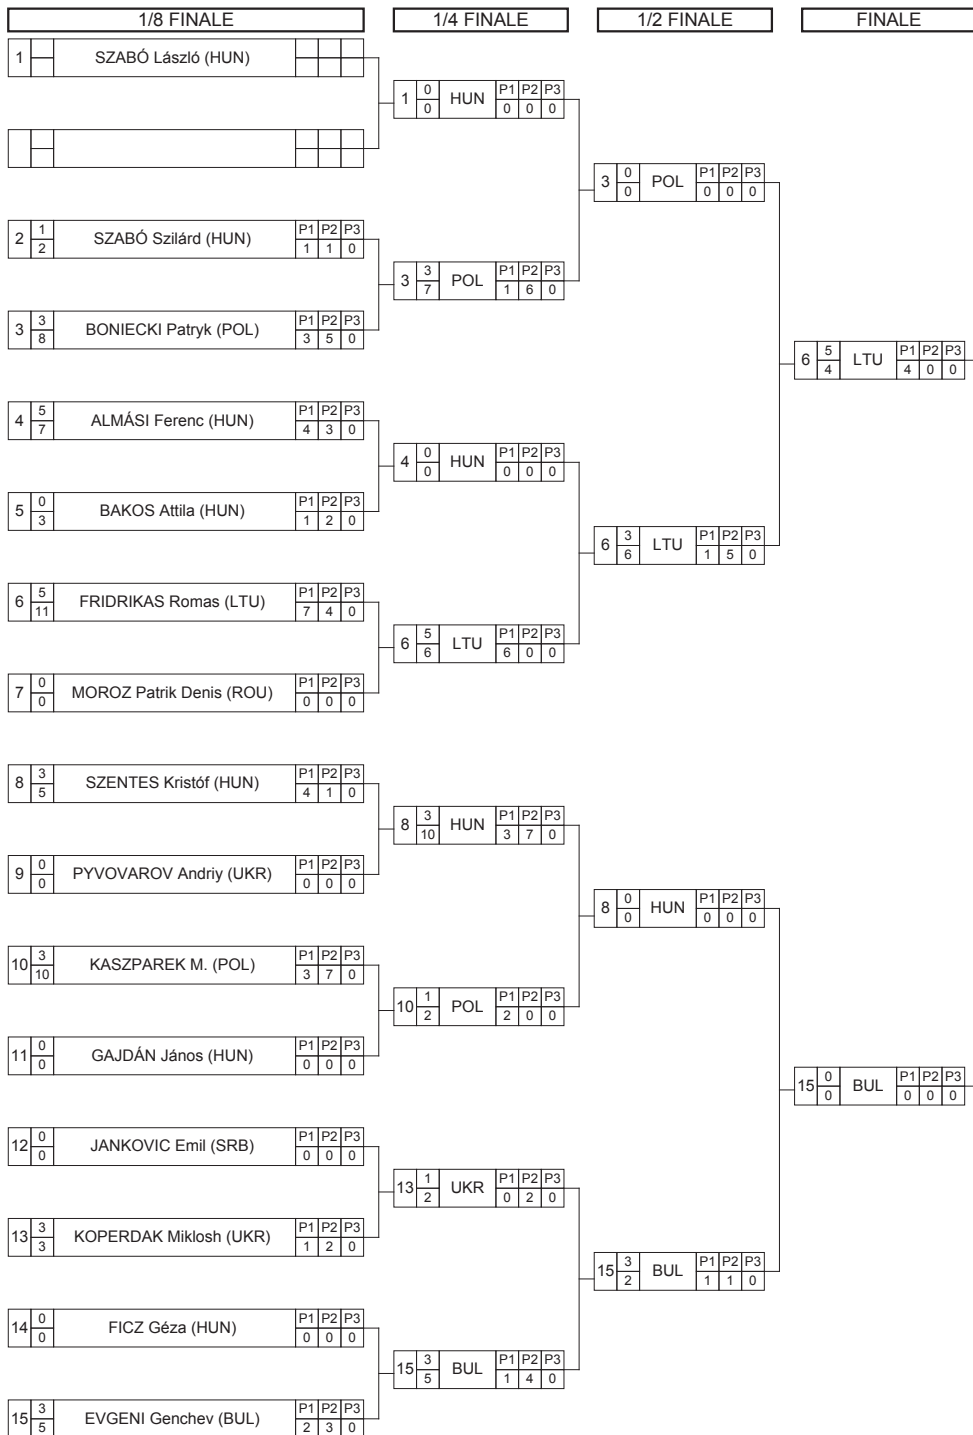 1/8 FINALE 1/4 FINALE 1/2 FINALE FINALE
1 SZABÓ László (HUN)
1 0 HUN P1 P2 P3
0 0 0 0
3 0 POL P1 P2 P3
0 0 0 0
2 1 SZABÓ Szilárd (HUN) P1 P2 P3
2 1 1 0
3 3 POL P1 P2 P3
7 1 6 0
3 3 BONIECKI Patryk (POL) P1 P2 P3
8 3 5 0
6 5 LTU P1 P2 P3
4 4 0 0
4 5 ALMÁSI Ferenc (HUN) P1 P2 P3
7 4 3 0
4 0 HUN P1 P2 P3
0 0 0 0
5 0 BAKOS Attila (HUN) P1 P2 P3
3 1 2 0
6 3 LTU P1 P2 P3
6 1 5 0
6 5 FRIDRIKAS Romas (LTU) P1 P2 P3
11 7 4 0
6 5 LTU P1 P2 P3
6 6 0 0
7 0 MOROZ Patrik Denis (ROU) P1 P2 P3
0 0 0 0
8 3 SZENTES Kristóf (HUN) P1 P2 P3
5 4 1 0
8 3 HUN P1 P2 P3
10 3 7 0
9 0 PYVOVAROV Andriy (UKR) P1 P2 P3
0 0 0 0
8 0 HUN P1 P2 P3
0 0 0 0
10 3 KASZPAREK M. (POL) P1 P2 P3
10 3 7 0
10 1 POL P1 P2 P3
2 2 0 0
11 0 GAJDÁN János (HUN) P1 P2 P3
0 0 0 0
15 0 BUL P1 P2 P3
0 0 0 0
12 0 JANKOVIC Emil (SRB) P1 P2 P3
0 0 0 0
13 1 UKR P1 P2 P3
2 0 2 0
13 3 KOPERDAK Miklosh (UKR) P1 P2 P3
3 1 2 0
15 3 BUL P1 P2 P3
2 1 1 0
14 0 FICZ Géza (HUN) P1 P2 P3
0 0 0 0
15 3 BUL P1 P2 P3
5 1 4 0
15 3 EVGENI Genchev (BUL) P1 P2 P3
5 2 3 0